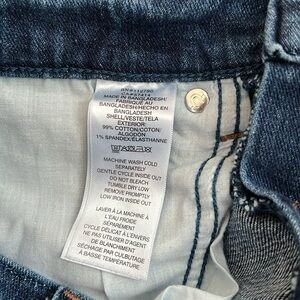 MADE IN BANGLADESH/
FABRIQUÉ AU
BANGLADESH/HECHO EN
BANGLADESH
SHELL/VESTE/TELA
EXTERIOR:
99% COTTON/COTON/
ALGODON
1% SPANDEX/ELASTHANNE
MACHINE WASH COLD
SEPARATELY
GENTLE CYCLE INSIDE OUT
DO NOT BLEACH
TUMBLE DRY LOW
REMOVE PROMPTLY
LOW IRON INSIDE OUT
LAVER À LA MACHINE À
L'EAU FROIDE
SÉPARÉMENT
CYCLE DÉLICAT À L'ENVERS
NE PAS UTILISER D'AGENT
DE BLANCHIMENT
SÉCHAGE PAR CULBUTAGE
À BASSE TEMPÉRATURE